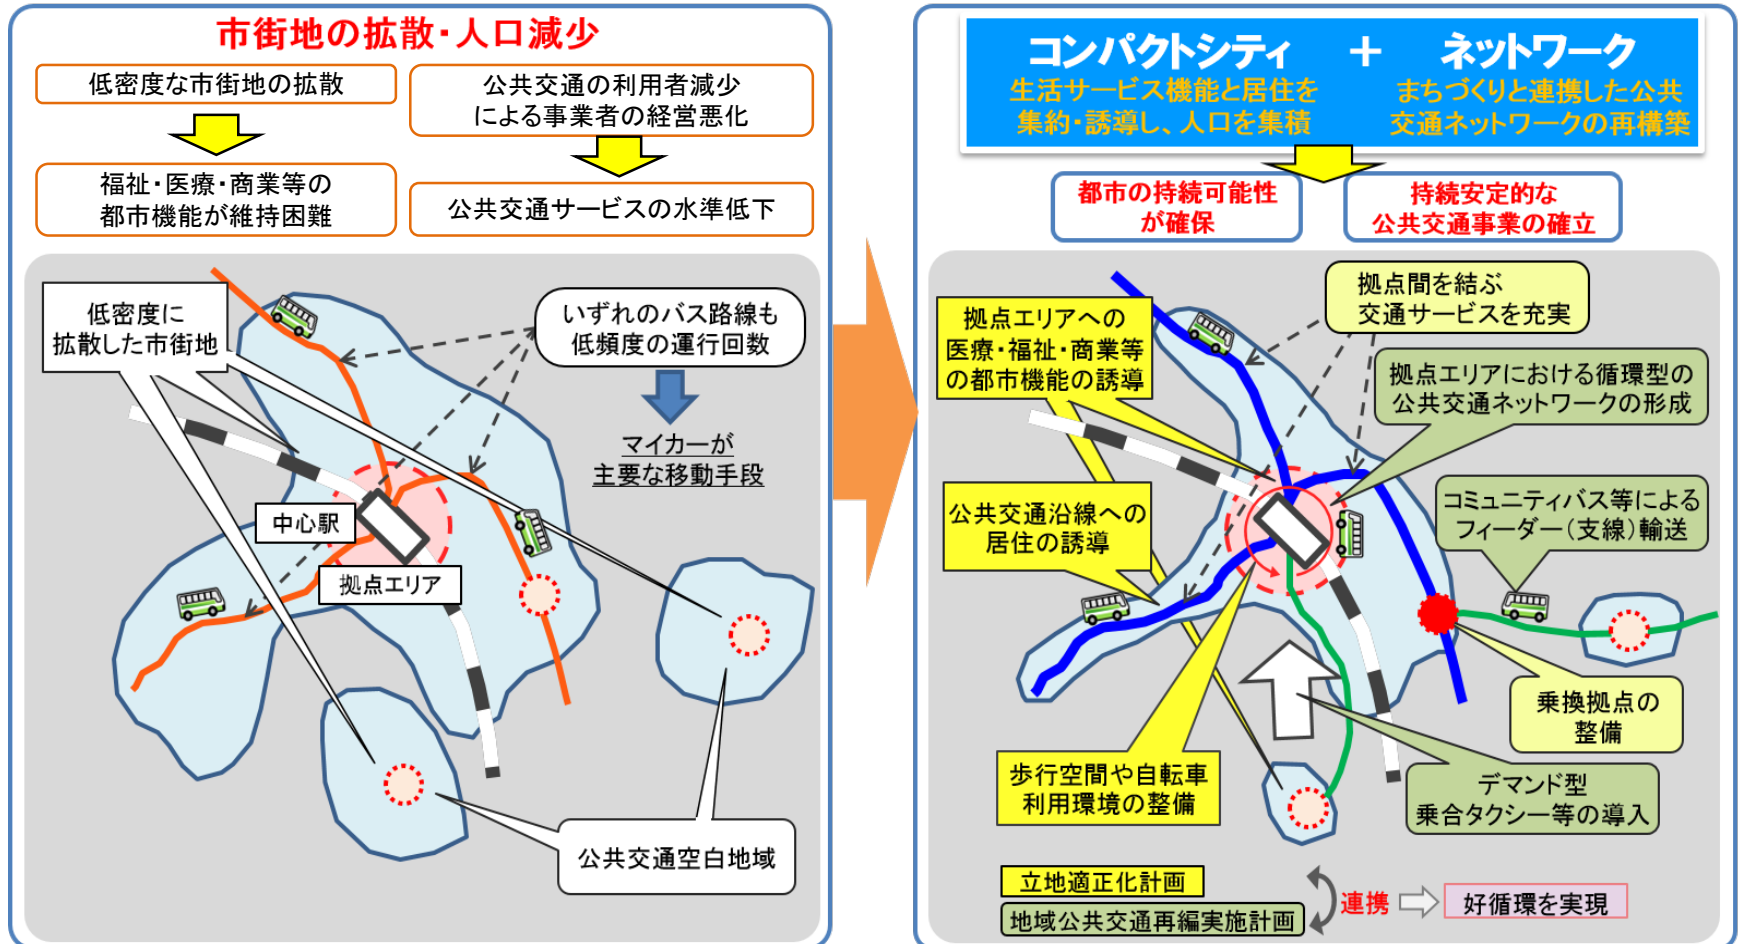 市街地の拡散・人口減少
低密度な市街地の拡散
福祉・医療・商業等の
都市機能が維持困難
公共交通の利用者減少
による事業者の経営悪化
公共交通サービスの水準低下
低密度に
拡散した市街地
いずれのバス路線も
低頻度の運行回数
マイカーが
主要な移動手段
中心駅
拠点エリア
公共交通空白地域
コンパクトシティ + ネットワーク
生活サービス機能と居住を
集約・誘導し、人口を集積
まちづくりと連携した公共
交通ネットワークの再構築
都市の持続可能性
が確保
持続安定的な
公共交通事業の確立
拠点エリアへの
医療・福祉・商業等
の都市機能の誘導
拠点間を結ぶ
交通サービスを充実
拠点エリアにおける循環型の
公共交通ネットワークの形成
公共交通沿線への
居住の誘導
コミュニティバス等による
フィーダー(支線)輸送
乗換拠点の
整備
歩行空間や自転車
利用環境の整備
デマンド型
乗合タクシー等の導入
立地適正化計画
地域公共交通再編実施計画
連携
好循環を実現